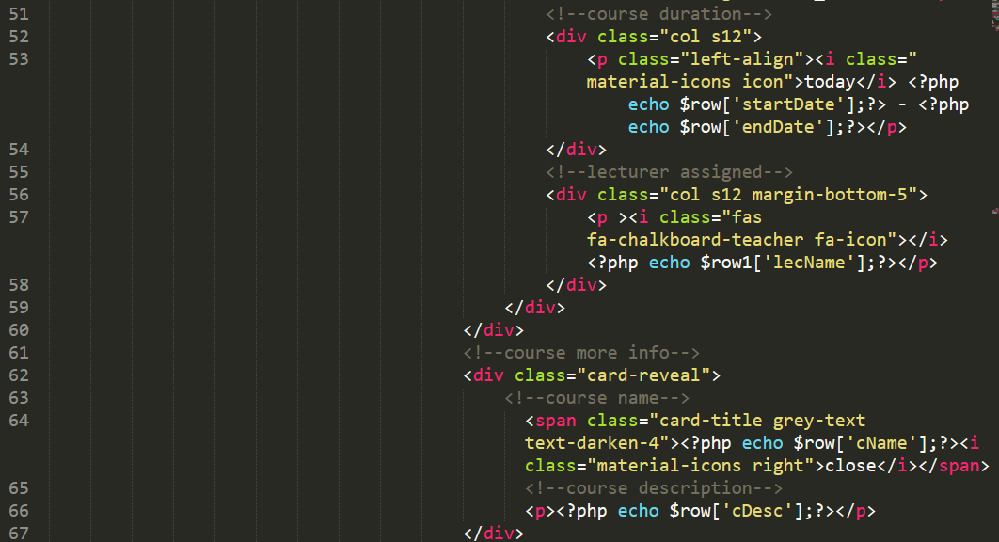 51 <!--course duration-->
52 <div class="col s12">
53 <p class="left-align"><i class="
material-icons icon">today</i> <?php
echo $row['startDate'];?> - <?php
echo $row['endDate'];?></p>
54 </div>
55 <!--lecturer assigned-->
56 <div class="col s12 margin-bottom-5">
57 <p ><i class="fas
fa-chalkboard-teacher fa-icon"></i>
<?php echo $row1['lecName'];?></p>
58 </div>
59 </div>
60 </div>
61 <!--course more info-->
62 <div class="card-reveal">
63 <!--course name-->
64 <span class="card-title grey-text
text-darken-4"><?php echo $row['cName'];?><i
class="material-icons right">close</i></span>
65 <!--course description-->
66 <p><?php echo $row['cDesc'];?></p>
67 </div>